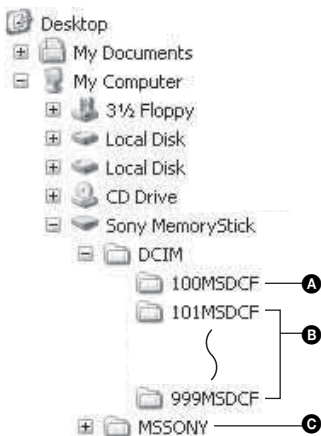 Desktop
My Documents
My Computer
3½ Floppy
Local Disk
Local Disk
CD Drive
Sony MemoryStick
DCIM
100MSDCF A
101MSDCF
B
999MSDCF
MSSONY C